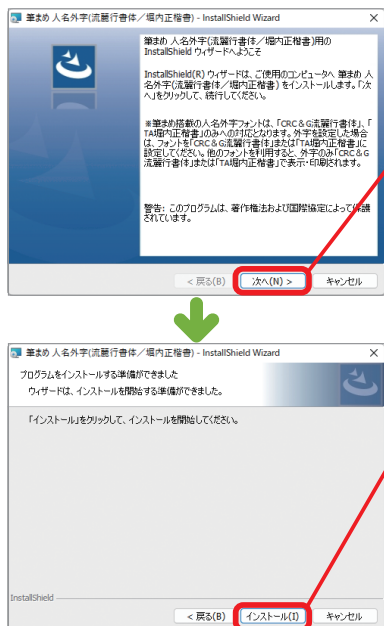 筆まめ 人名外字(流麗行書体/堀内正楷書) - InstallShield Wizard
筆まめ 人名外字(流麗行書体/堀内正楷書)用の
InstallShield ウィザードへようこそ
InstallShield(R) ウィザードは、ご使用のコンピュータへ 筆まめ 人
名外字(流麗行書体/堀内正楷書) をインストールします。「次
へ」をクリックして、続行してください。
※筆まめ搭載の人名外字フォントは、「CRC&G流麗行書体」、「
TA堀内正楷書」のみへの対応となります。外字を設定した場合
は、フォントを「CRC&G流麗行書体」または「TA堀内正楷書」に
設定してください。他のフォントを利用すると、外字のみ「CRC&G
流麗行書体」または「TA堀内正楷書」で表示・印刷されます。
警告: このプログラムは、著作権法および国際協定によって保護
されています。
< 戻る(B)
次へ(N) >
キャンセル
筆まめ 人名外字(流麗行書体/堀内正楷書) - InstallShield Wizard
プログラムをインストールする準備ができました
ウィザードは、インストールを開始する準備ができました。
「インストール」をクリックして、インストールを開始してください。
InstallShield
< 戻る(B)
インストール(I)
キャンセル